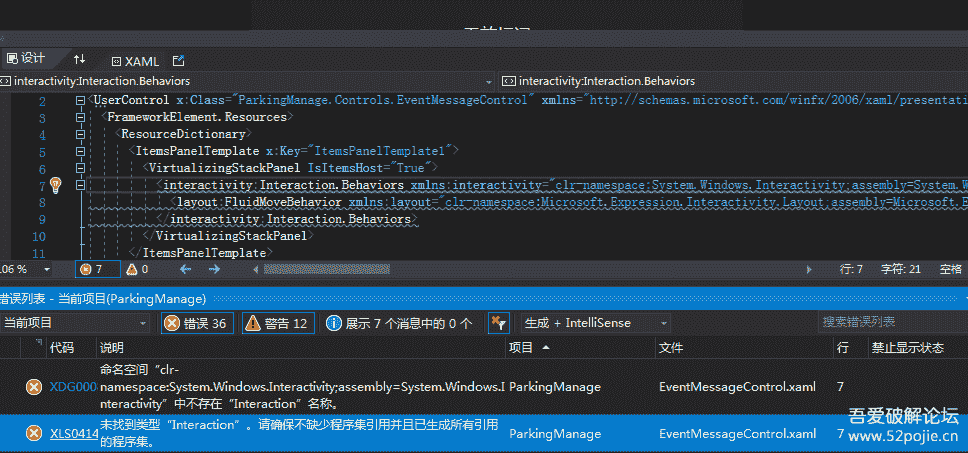 设计
XAML
interactivity:Interaction.Behaviors
interactivity:Interaction.Behaviors
2 <UserControl x:Class="ParkingManage.Controls.EventMessageControl" xmlns="http://schemas.microsoft.com/winfx/2006/xaml/presentati
3 <FrameworkElement.Resources>
4 <ResourceDictionary>
5 <ItemsPanelTemplate x:Key="ItemsPanelTemplate1">
6 <VirtualizingStackPanel IsItemsHost="True">
7 <interactivity:Interaction.Behaviors xmlns:interactivity="clr-namespace:System.Windows.Interactivity;assembly=System.W
8 <layout:FluidMoveBehavior xmlns:layout="clr-namespace:Microsoft.Expression.Interactivity.Layout;assembly=Microsoft.E
9 </interactivity:Interaction.Behaviors>
10 </VirtualizingStackPanel>
11 </ItemsPanelTemplate>
06 % 7 0 行: 7 字符: 21 空格
错误列表 - 当前项目(ParkingManage)
当前项目 错误 36 警告 12 展示 7 个消息中的 0 个 生成 + IntelliSense 搜索错误列表
代码 说明 项目 文件 行 禁止显示状态
命名空间“clr-
XDG000 namespace:System.Windows.Interactivity;assembly=System.Windows.I ParkingManage EventMessageControl.xaml 7
nteractivity”中不存在“Interaction”名称。
未找到类型“Interaction”。请确保不缺少程序集引用并且已生成所有引用
XLS0414 ParkingManage EventMessageControl.xaml 7
的程序集。
吾爱破解论坛
www.52pojie.cn